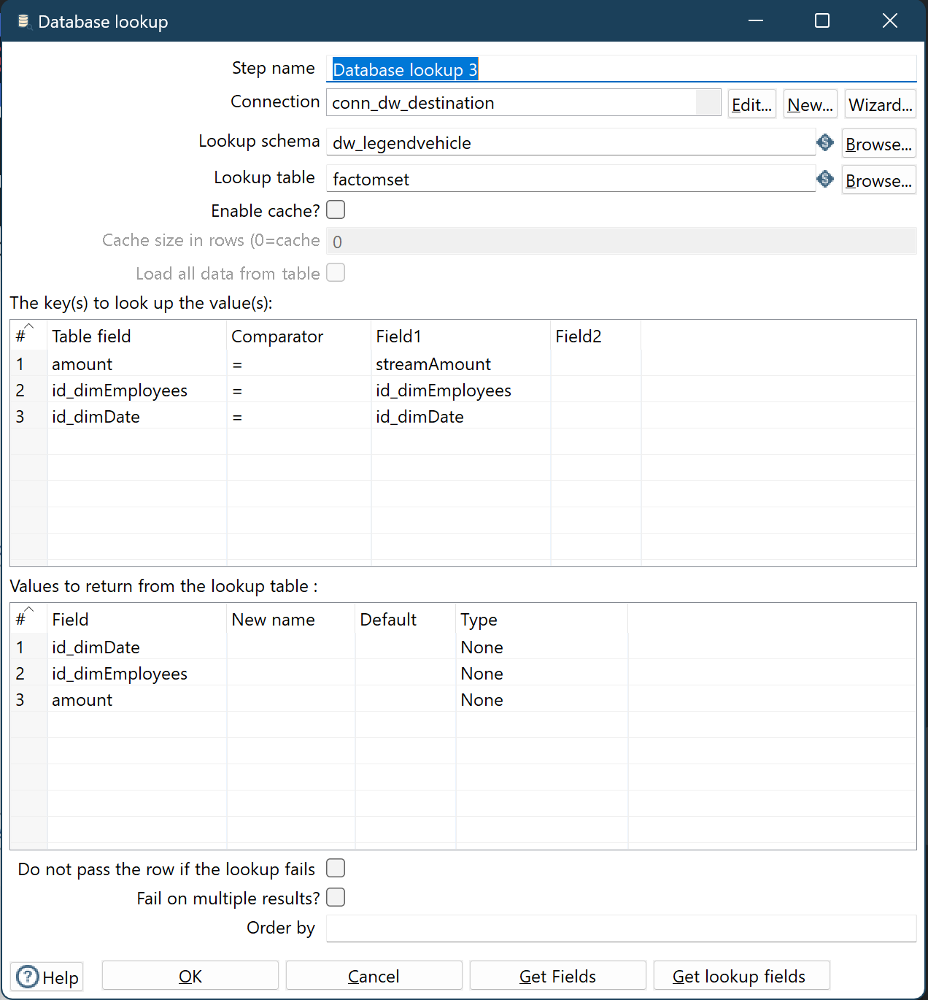 Database lookup
Step name Database lookup 3
Connection conn_dw_destination Edit... New... Wizard...
Lookup schema dw_legendvehicle Browse...
Lookup table factomset Browse...
Enable cache?
Cache size in rows (0=cache 0
Load all data from table
The key(s) to look up the value(s):
# Table field Comparator Field1 Field2
1 amount = streamAmount
2 id_dimEmployees = id_dimEmployees
3 id_dimDate = id_dimDate
Values to return from the lookup table :
# Field New name Default Type
1 id_dimDate None
2 id_dimEmployees None
3 amount None
Do not pass the row if the lookup fails
Fail on multiple results?
Order by
Help OK Cancel Get Fields Get lookup fields